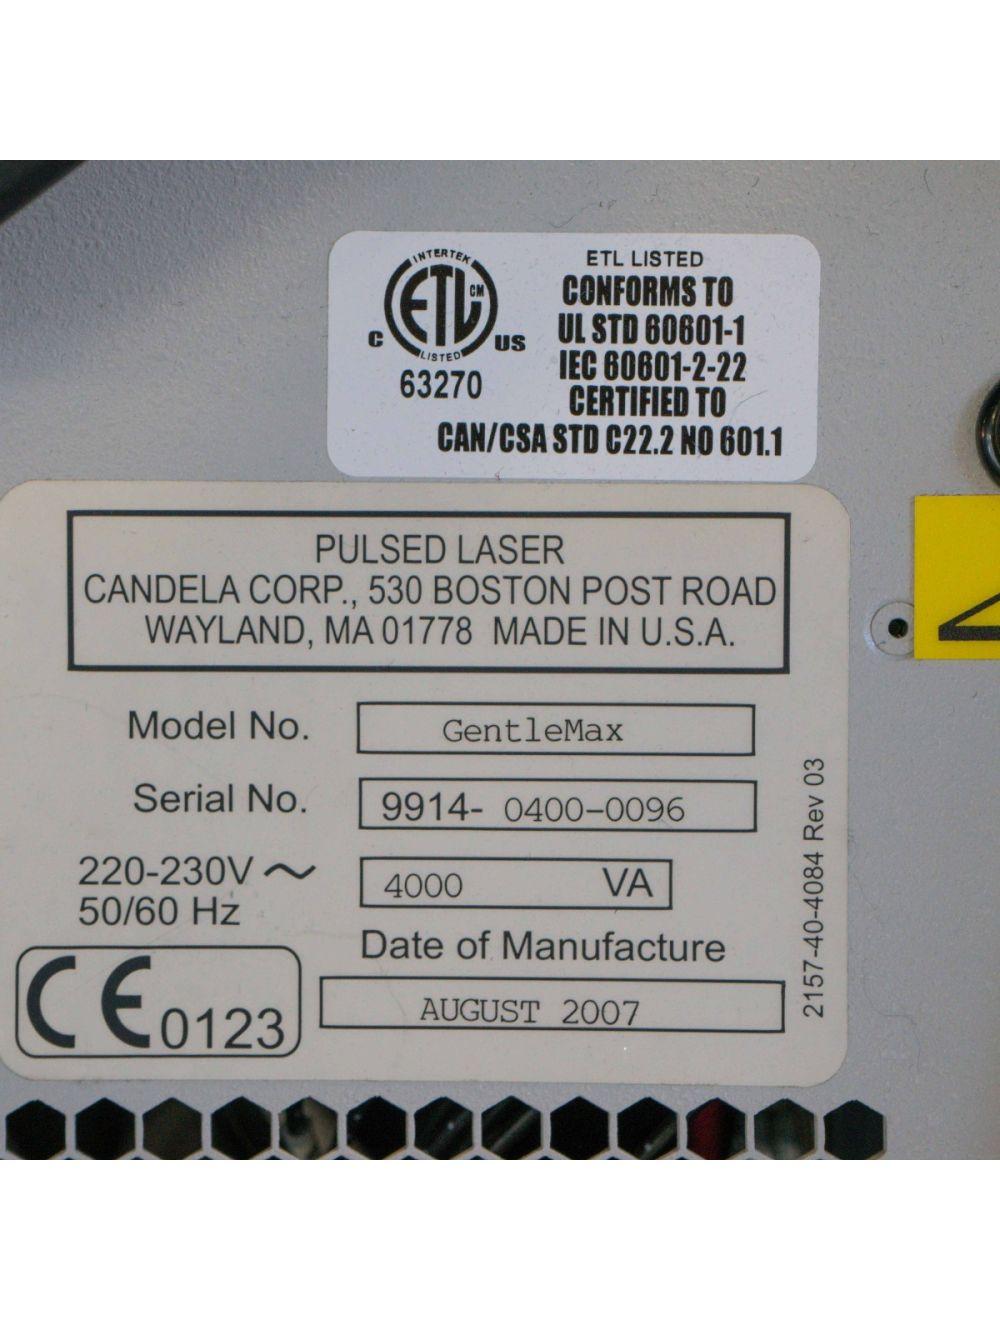 INTERTEK
ETL CM
LISTED
C US
63270
ETL LISTED
CONFORMS TO
UL STD 60601-1
IEC 60601-2-22
CERTIFIED TO
CAN/CSA STD C22.2 NO 601.1
PULSED LASER
CANDELA CORP., 530 BOSTON POST ROAD
WAYLAND, MA 01778 MADE IN U.S.A.
Model No. GentleMax
Serial No. 9914- 0400-0096
220-230V ~ 4000 VA
50/60 Hz
Date of Manufacture
AUGUST 2007
CE 0123
2157-40-4084 Rev 03